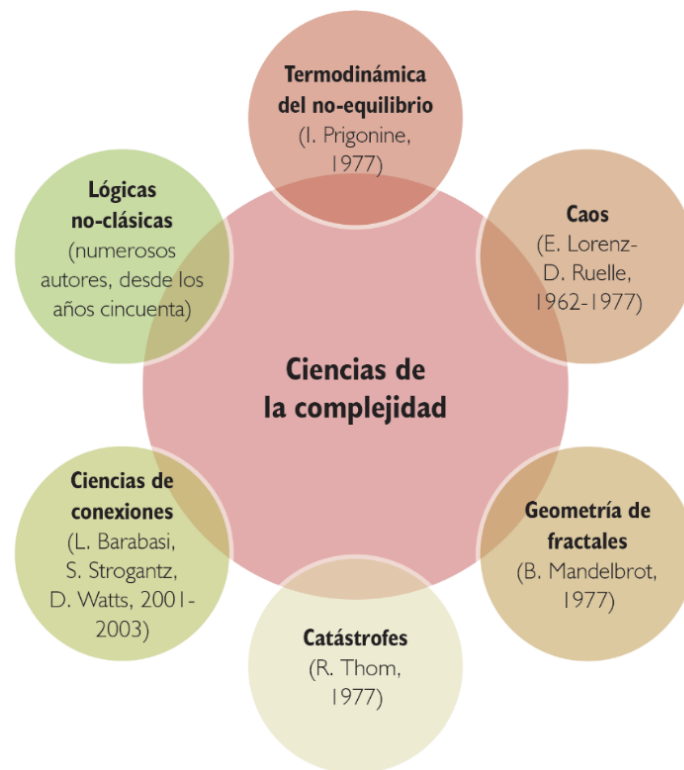 Termodinámica
del no-equilibrio
(I. Prigonine,
1977)
Lógicas
no-clásicas
(numerosos
autores, desde los
años cincuenta)
Caos
(E. Lorenz-
D. Ruelle,
1962-1977)
Ciencias de
la complejidad
Ciencias de
conexiones
(L. Barabasi,
S. Strogantz,
D. Watts, 2001-
2003)
Geometría de
fractales
(B. Mandelbrot,
1977)
Catástrofes
(R. Thom,
1977)